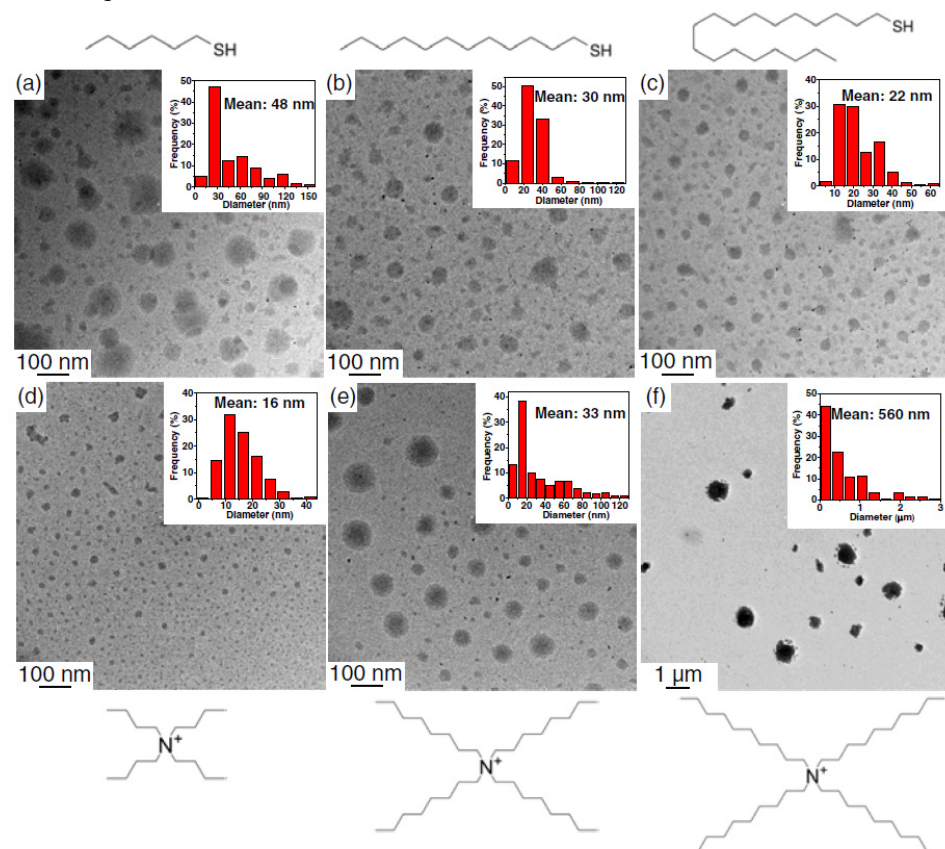 SH
SH
SH
(a)
Mean: 48 nm
Frequency (%)
50
40
30
20
10
0
0 30 60 90 120 150
Diameter (nm)
100 nm
(b)
Mean: 30 nm
Frequency (%)
50
40
30
20
10
0
0 20 40 60 80 100 120
Diameter (nm)
100 nm
(c)
Mean: 22 nm
Frequency (%)
40
30
20
10
0
10 20 30 40 50 60
Diameter (nm)
100 nm
(d)
Mean: 16 nm
Frequency (%)
40
30
20
10
0
0 10 20 30 40
Diameter (nm)
100 nm
(e)
Mean: 33 nm
Frequency (%)
50
40
30
20
10
0
0 20 40 60 80 100 120
Diameter (nm)
100 nm
(f)
Mean: 560 nm
Frequency (%)
50
40
30
20
10
0
0 1 2 3
Diameter (μm)
1 μm
N+
N+
N+